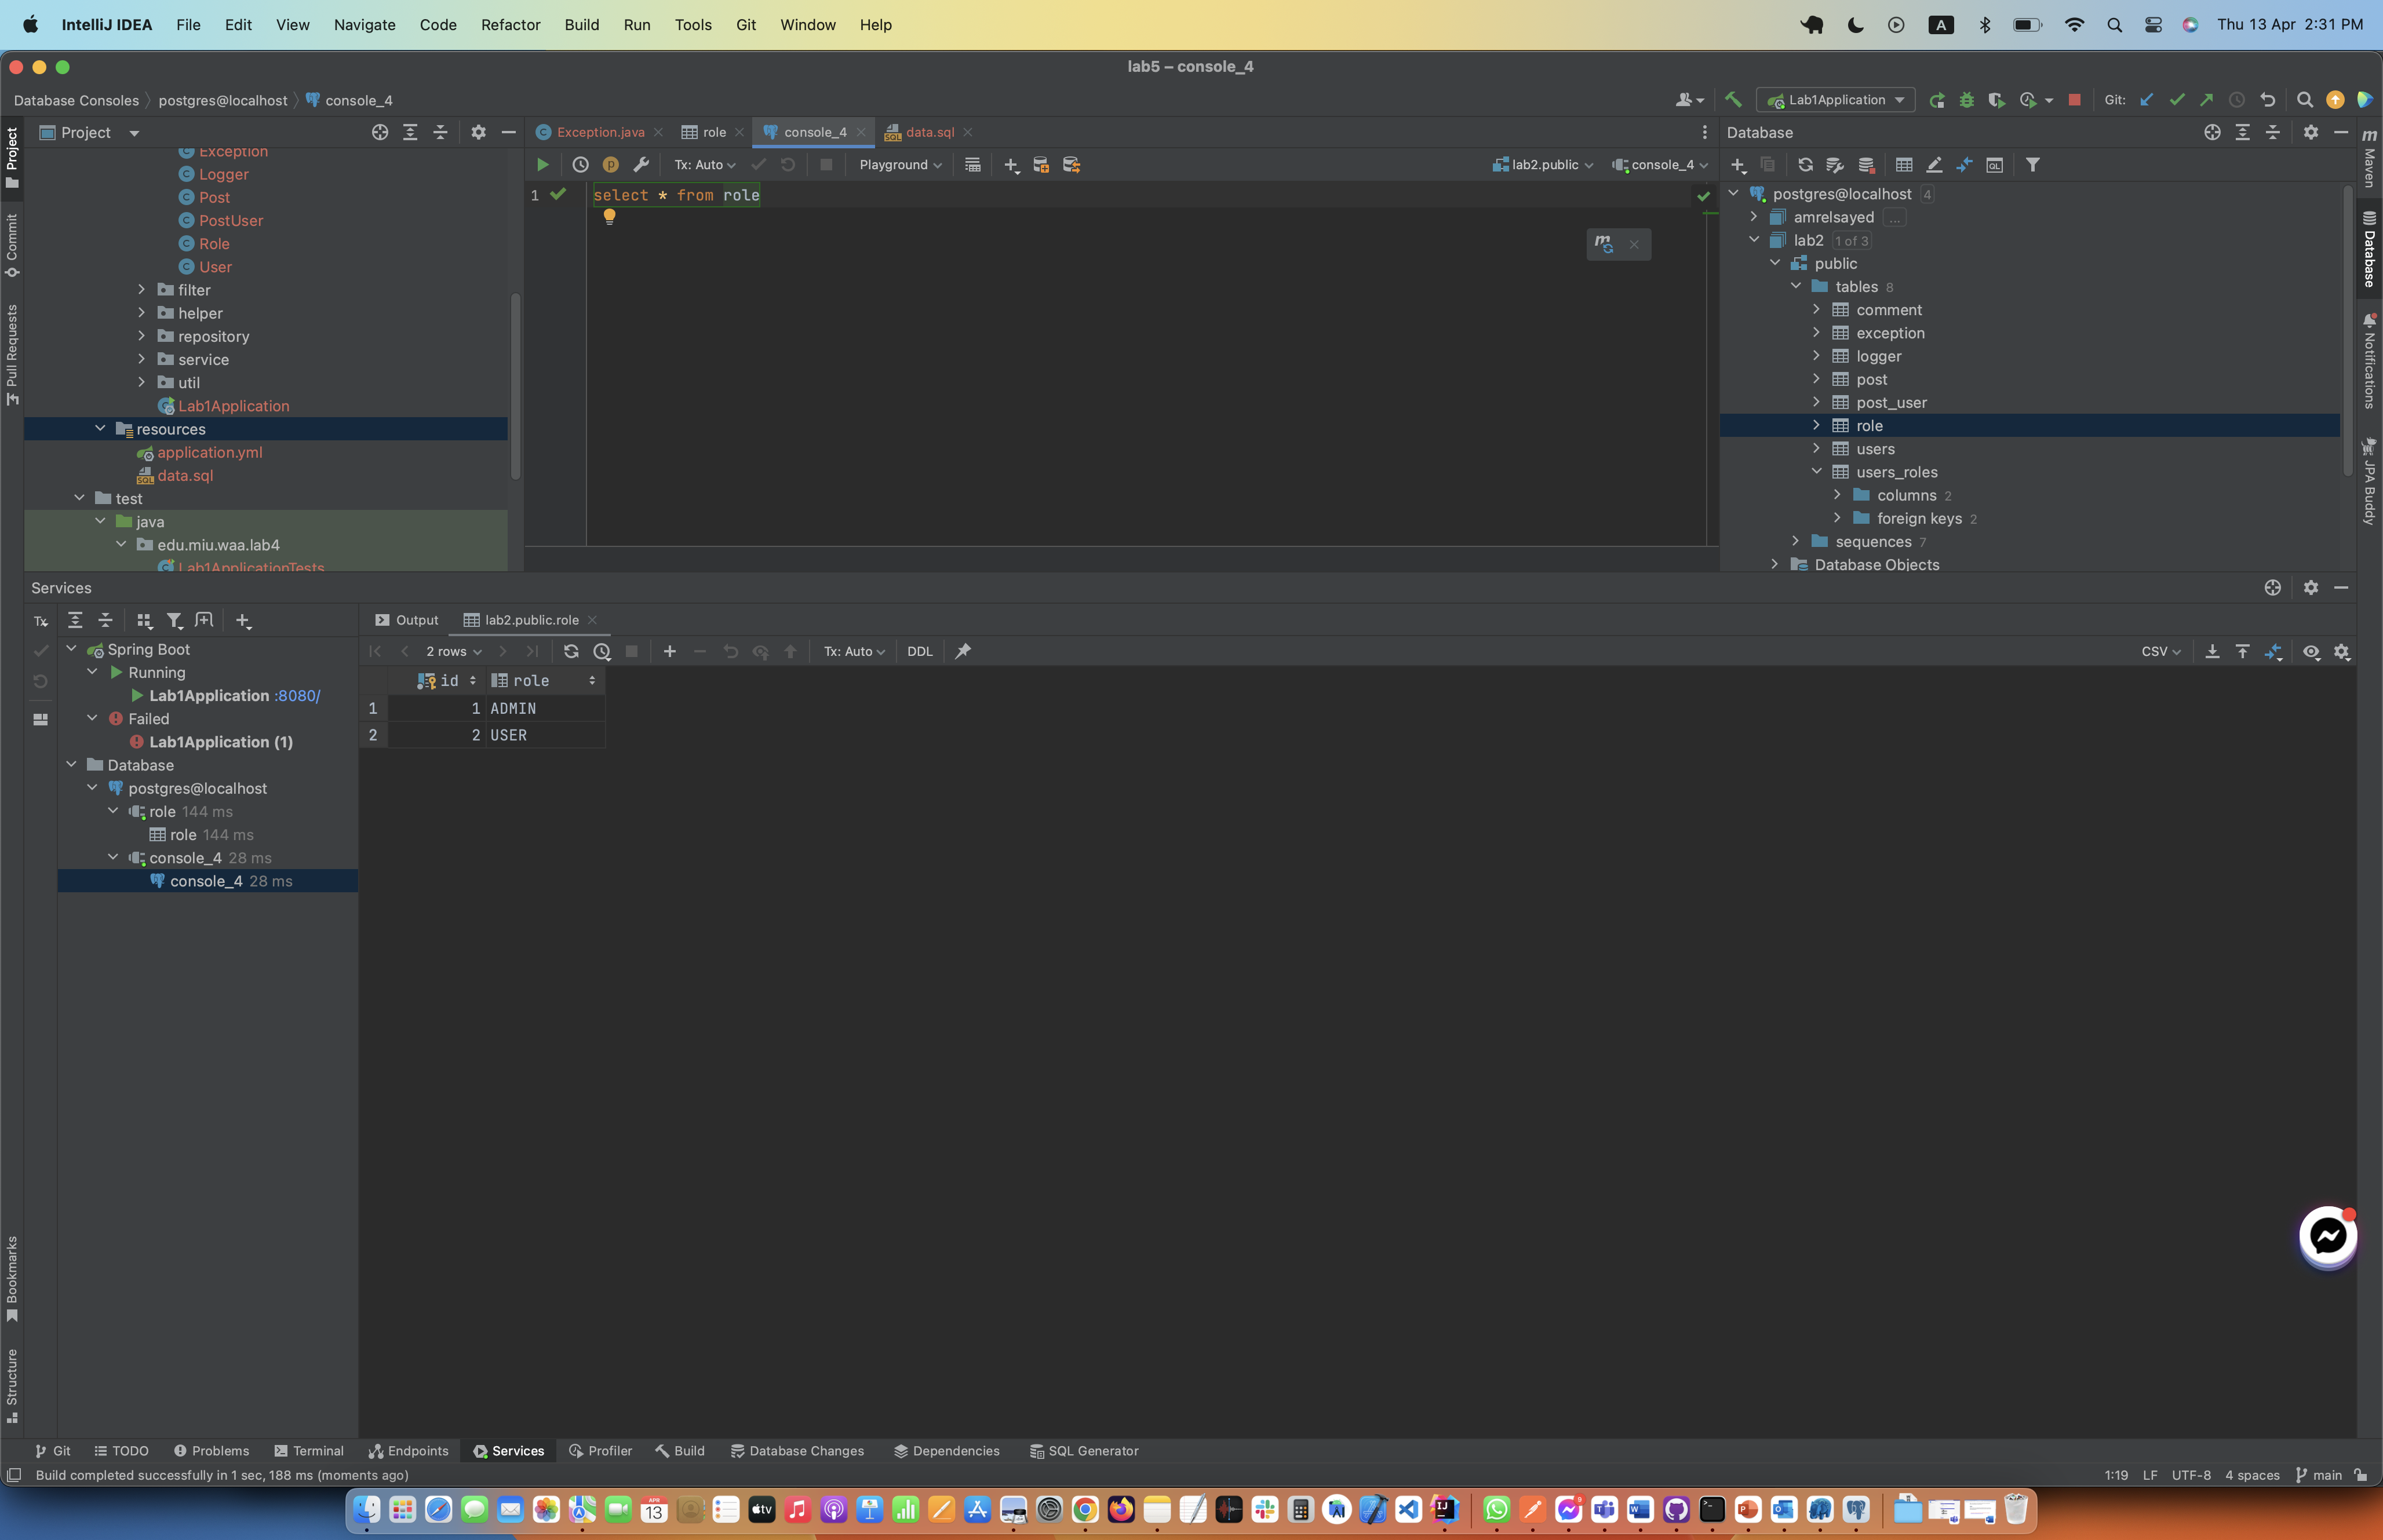 IntelliJ IDEA File Edit View Navigate Code Refactor Build Run Tools Git Window Help A Thu 13 Apr 2:31 PM
lab5 – console_4
Database Consoles postgres@localhost console_4 Lab1Application Git:
Project Exception.java role console_4 data.sql Database
Tx: Auto Playground lab2.public console_4
1 select * from role
Project
Commit
Pull Requests
Exception
Logger
Post
PostUser
Role
User
filter
helper
repository
service
util
Lab1Application
resources
application.yml
data.sql
test
java
edu.miu.waa.lab4
Lab1ApplicationTests
postgres@localhost 4
amrelsayed ...
lab2 1 of 3
public
tables 8
comment
exception
logger
post
post_user
role
users
users_roles
columns 2
foreign keys 2
sequences 7
Database Objects
Maven
Database
Notifications
JPA Buddy
Services
Tx
Output lab2.public.role
2 rows Tx: Auto DDL CSV
Spring Boot
Running
Lab1Application :8080/
Failed
Lab1Application (1)
Database
postgres@localhost
role 144 ms
role 144 ms
console_4 28 ms
console_4 28 ms
id role
1 1 ADMIN
2 2 USER
Bookmarks
Structure
Git TODO Problems Terminal Endpoints Services Profiler Build Database Changes Dependencies SQL Generator
Build completed successfully in 1 sec, 188 ms (moments ago) 1:19 LF UTF-8 4 spaces main
APR
13
tv